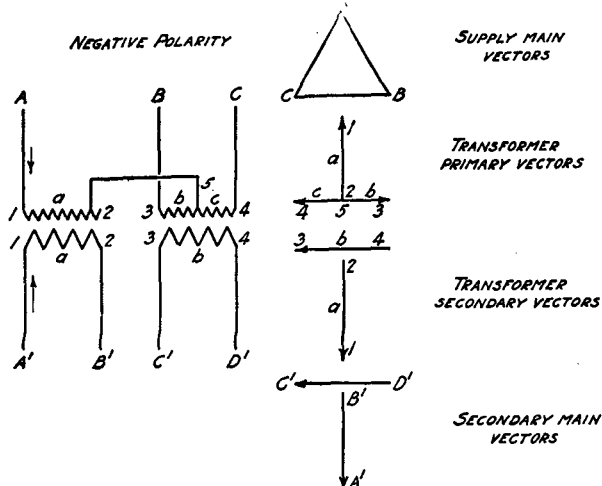 NEGATIVE POLARITY
SUPPLY MAIN
VECTORS
C B
A B C
1
TRANSFORMER
PRIMARY VECTORS
a
5
a b c
c 2 b
1 2 3 4
4 5 3
1 2 3 4
3 b 4
a b
2
TRANSFORMER
SECONDARY VECTORS
a
1
A' B' C' D'
C' D'
B'
SECONDARY MAIN
VECTORS
A'